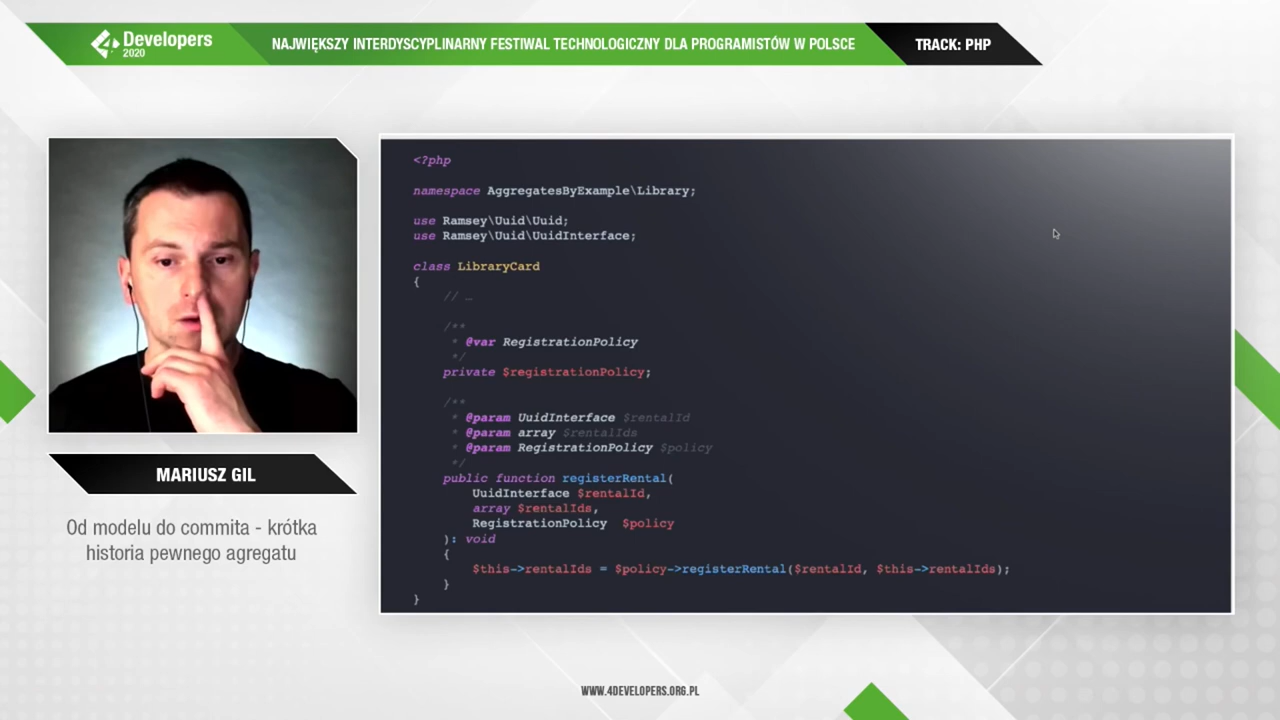 4Developers
2020
NAJWIĘKSZY INTERDYSCYPLINARNY FESTIWAL TECHNOLOGICZNY DLA PROGRAMISTÓW W POLSCE
TRACK: PHP
<?php
namespace AggregatesByExample\Library;
use Ramsey\Uuid\Uuid;
use Ramsey\Uuid\UuidInterface;
class LibraryCard
{
// …
/**
* @var RegistrationPolicy
*/
private $registrationPolicy;
/**
* @param UuidInterface $rentalId
* @param array $rentalIds
* @param RegistrationPolicy $policy
*/
public function registerRental(
UuidInterface $rentalId,
array $rentalIds,
RegistrationPolicy $policy
): void
{
$this->rentalIds = $policy->registerRental($rentalId, $this->rentalIds);
}
}
MARIUSZ GIL
Od modelu do commita - krótka
historia pewnego agregatu
WWW.4DEVELOPERS.ORG.PL